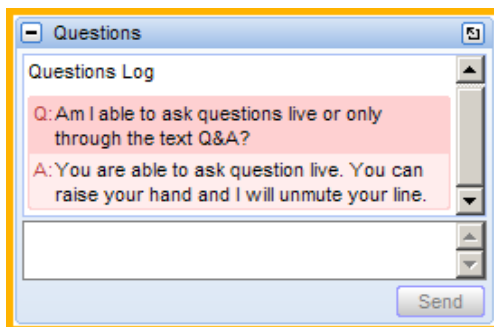 Questions
Questions Log
Q: Am I able to ask questions live or only
through the text Q&A?
A: You are able to ask question live. You can
raise your hand and I will unmute your line.
Send